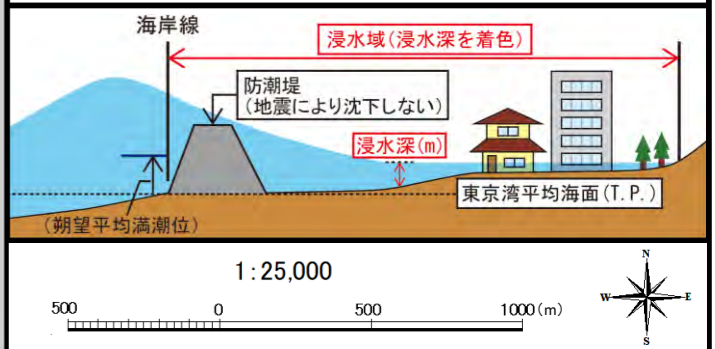 海岸線
浸水域(浸水深を着色)
防潮堤
(地震により沈下しない)
浸水深(m)
東京湾平均海面(T.P.)
(朔望平均満潮位)
1:25,000
500 0 500 1000(m)
N
W E
S